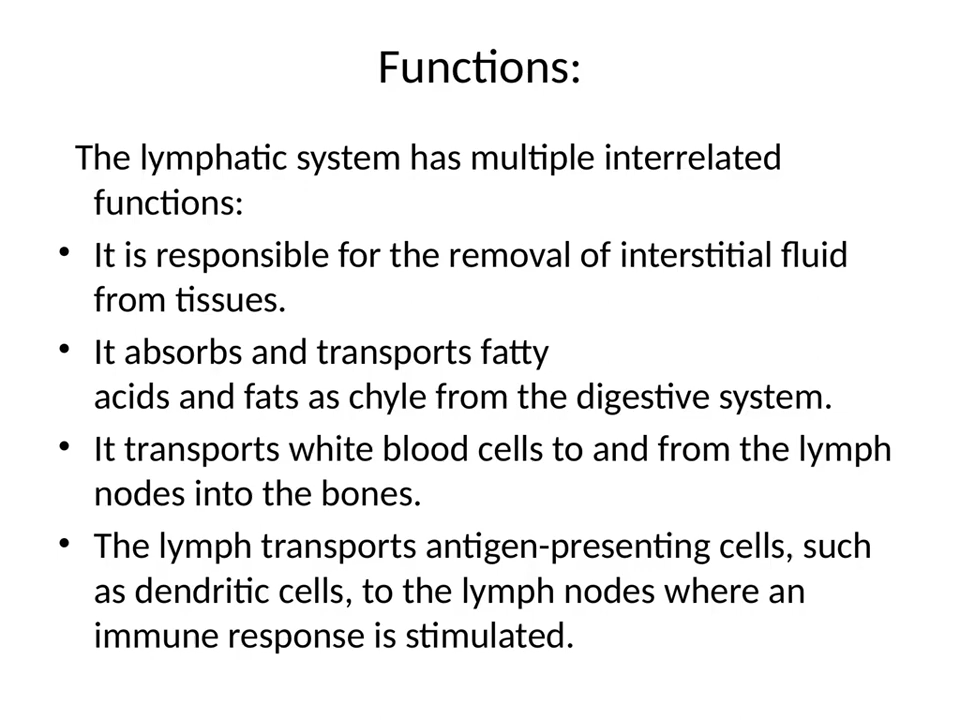 Functions:
The lymphatic system has multiple interrelated
functions:
• It is responsible for the removal of interstitial fluid
from tissues.
• It absorbs and transports fatty
acids and fats as chyle from the digestive system.
• It transports white blood cells to and from the lymph
nodes into the bones.
• The lymph transports antigen-presenting cells, such
as dendritic cells, to the lymph nodes where an
immune response is stimulated.